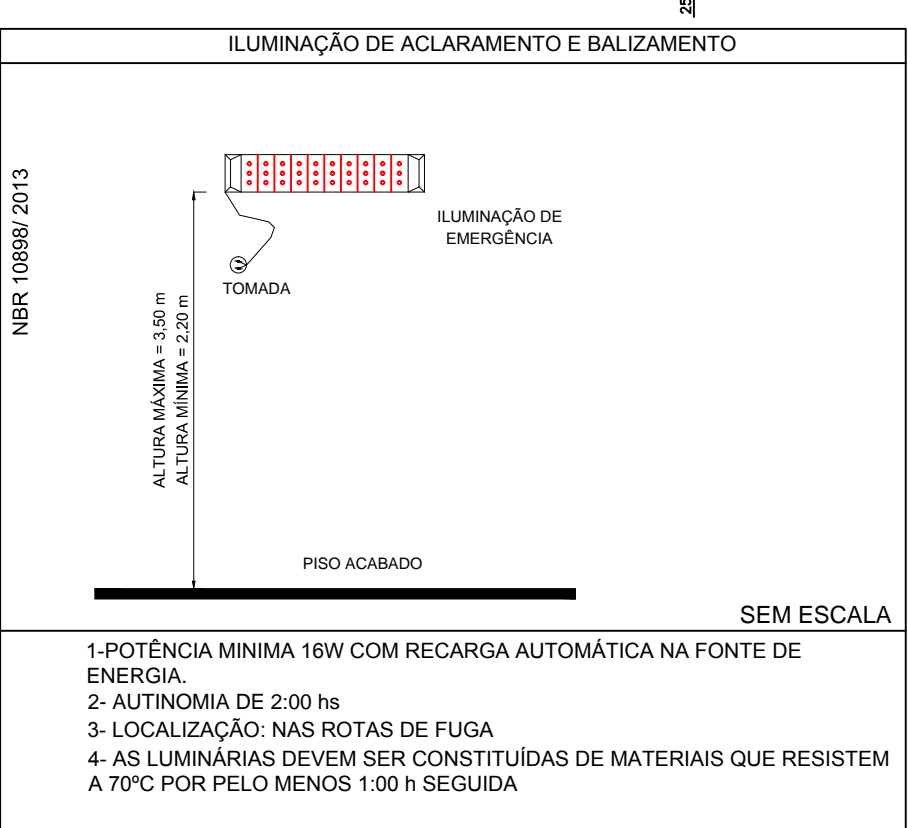 25
ILUMINAÇÃO DE ACLARAMENTO E BALIZAMENTO
NBR 10898/ 2013
ILUMINAÇÃO DE
EMERGÊNCIA
TOMADA
ALTURA MÁXIMA = 3,50 m
ALTURA MÍNIMA = 2,20 m
PISO ACABADO
SEM ESCALA
1-POTÊNCIA MINIMA 16W COM RECARGA AUTOMÁTICA NA FONTE DE
ENERGIA.
2- AUTINOMIA DE 2:00 hs
3- LOCALIZAÇÃO: NAS ROTAS DE FUGA
4- AS LUMINÁRIAS DEVEM SER CONSTITUÍDAS DE MATERIAIS QUE RESISTEM
A 70ºC POR PELO MENOS 1:00 h SEGUIDA